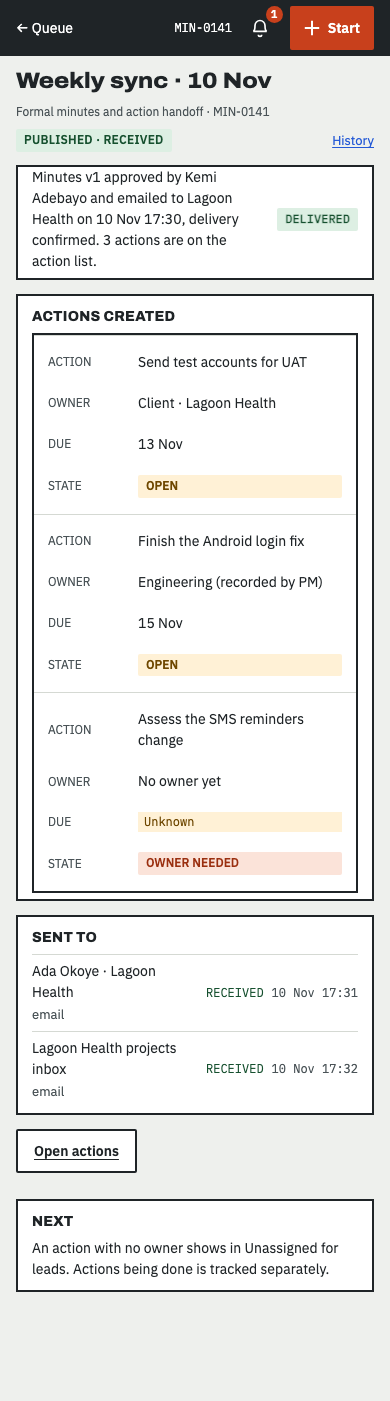 ← Queue
MIN-0141
1
Start
Weekly sync · 10 Nov
Formal minutes and action handoff · MIN-0141
PUBLISHED · RECEIVED
History
Minutes v1 approved by Kemi
Adebayo and emailed to Lagoon
Health on 10 Nov 17:30, delivery
confirmed. 3 actions are on the
action list.
DELIVERED
ACTIONS CREATED
ACTION
Send test accounts for UAT
OWNER
Client · Lagoon Health
DUE
13 Nov
STATE
OPEN
ACTION
Finish the Android login fix
OWNER
Engineering (recorded by PM)
DUE
15 Nov
STATE
OPEN
ACTION
Assess the SMS reminders
change
OWNER
No owner yet
DUE
Unknown
STATE
OWNER NEEDED
SENT TO
Ada Okoye · Lagoon
Health
email
RECEIVED 10 Nov 17:31
Lagoon Health projects
inbox
email
RECEIVED 10 Nov 17:32
Open actions
NEXT
An action with no owner shows in Unassigned for
leads. Actions being done is tracked separately.